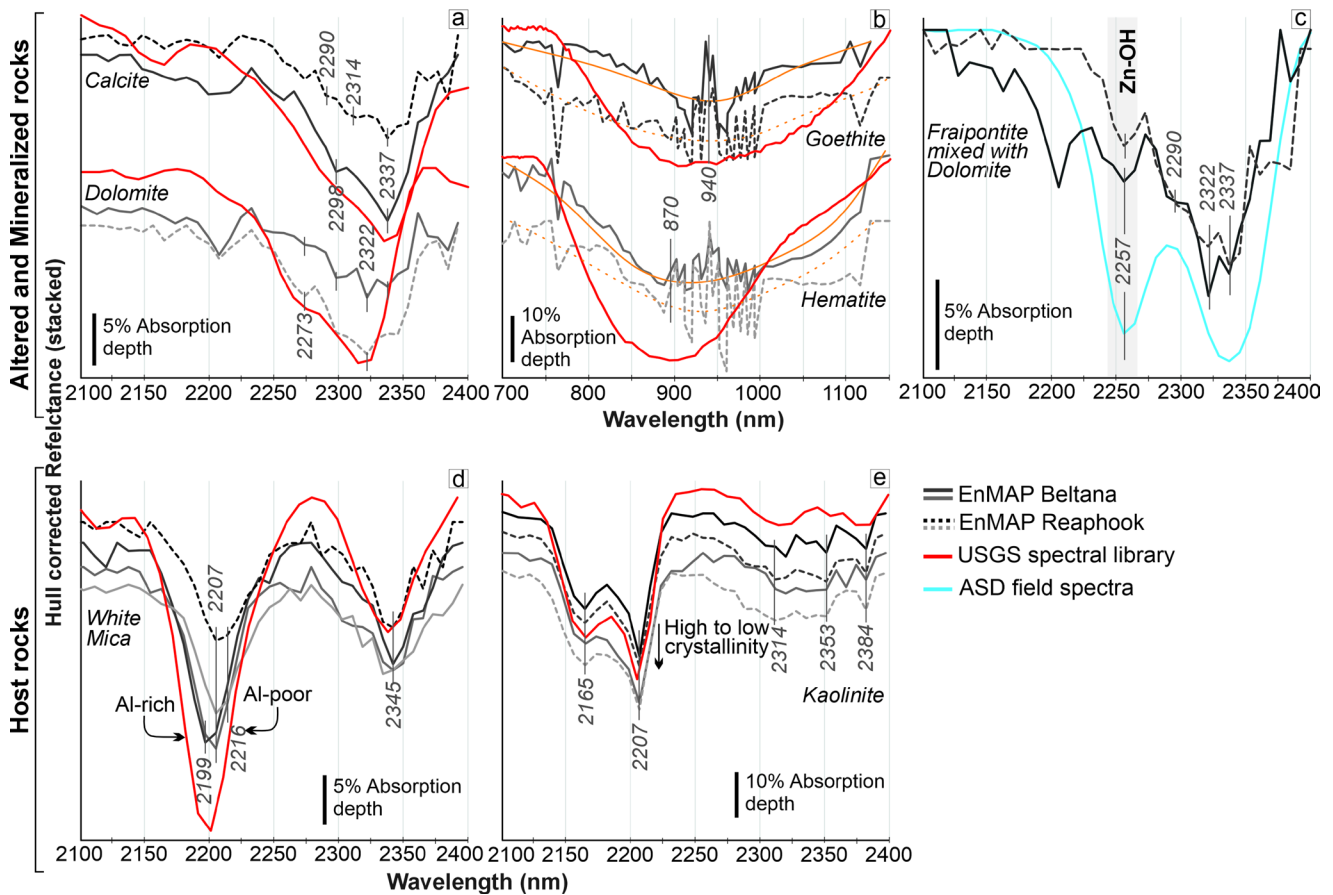 Altered and Mineralized rocks
Host rocks
Hull corrected Refelctance (stacked)
a
Calcite
Dolomite
2290
2314
2298
2337
2322
2273
5% Absorption
depth
2100 2150 2200 2250 2300 2350 2400
b
Goethite
940
870
Hematite
10%
Absorption
depth
700 800 900 1000 1100
Wavelength (nm)
c
Zn-OH
Fraipontite
mixed with
Dolomite
2290
2322
2337
2257
5% Absorption
depth
2100 2150 2200 2250 2300 2350 2400
d
2207
White
Mica
Al-rich
Al-poor
2199
2216
2345
5% Absorption
depth
2100 2150 2200 2250 2300 2350 2400
Wavelength (nm)
e
High to low
crystallinity
2165
2207
2314
2353
2384
Kaolinite
10% Absorption
depth
2100 2150 2200 2250 2300 2350 2400
EnMAP Beltana
EnMAP Reaphook
USGS spectral library
ASD field spectra